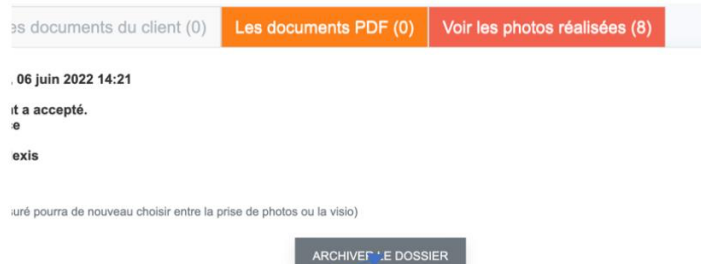 es documents du client (0) Les documents PDF (0) Voir les photos réalisées (8)
, 06 juin 2022 14:21
a accepté.
exis
pourra de nouveau choisir entre la prise de photos ou la visio)
ARCHIVER LE DOSSIER